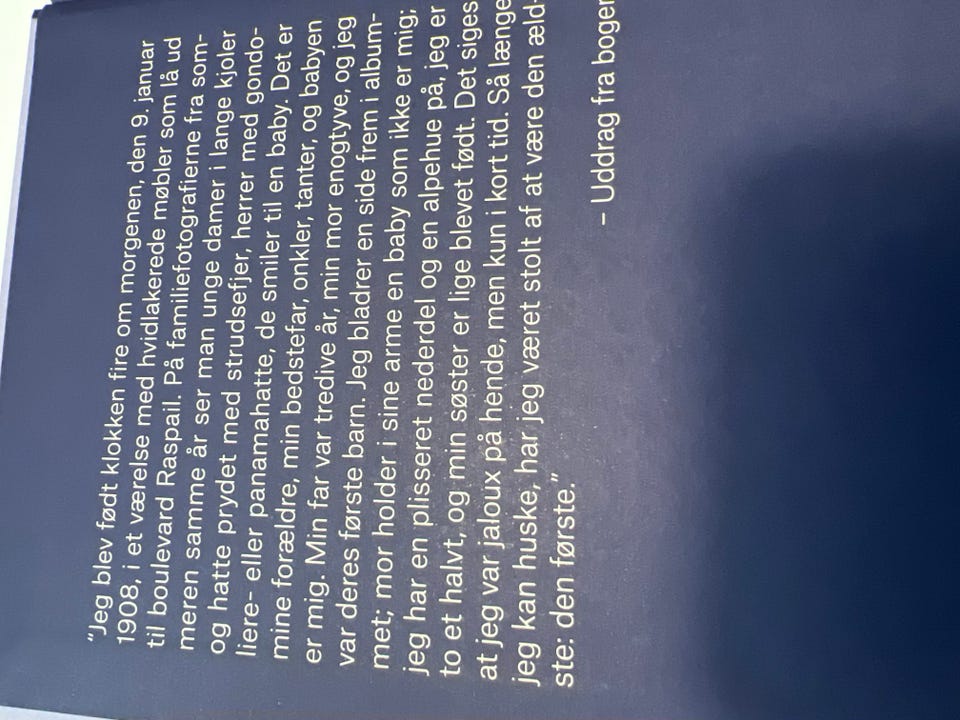 “Jeg blev født klokken fire om morgenen, den 9. januar
1908, i et værelse med hvidlakerede møbler som lå ud
til boulevard Raspail. På familiefotografierne fra som-
meren samme år ser man unge damer i lange kjoler
og hatte prydet med strudsefjer, herrer med gondo-
liere- eller panamahatte, de smiler til en baby. Det er
mine forældre, min bedstefar, onkler, tanter, og babyen
er mig. Min far var tredive år, min mor enogtyve, og jeg
var deres første barn. Jeg bladrer en side frem i album-
met; mor holder i sine arme en baby som ikke er mig;
jeg har en plisseret nederdel og en alpehue på, jeg er
to et halvt, og min søster er lige blevet født. Det siges
at jeg var jaloux på hende, men kun i kort tid. Så længe
jeg kan huske, har jeg været stolt af at være den æld-
ste: den første.”
– Uddrag fra bogen